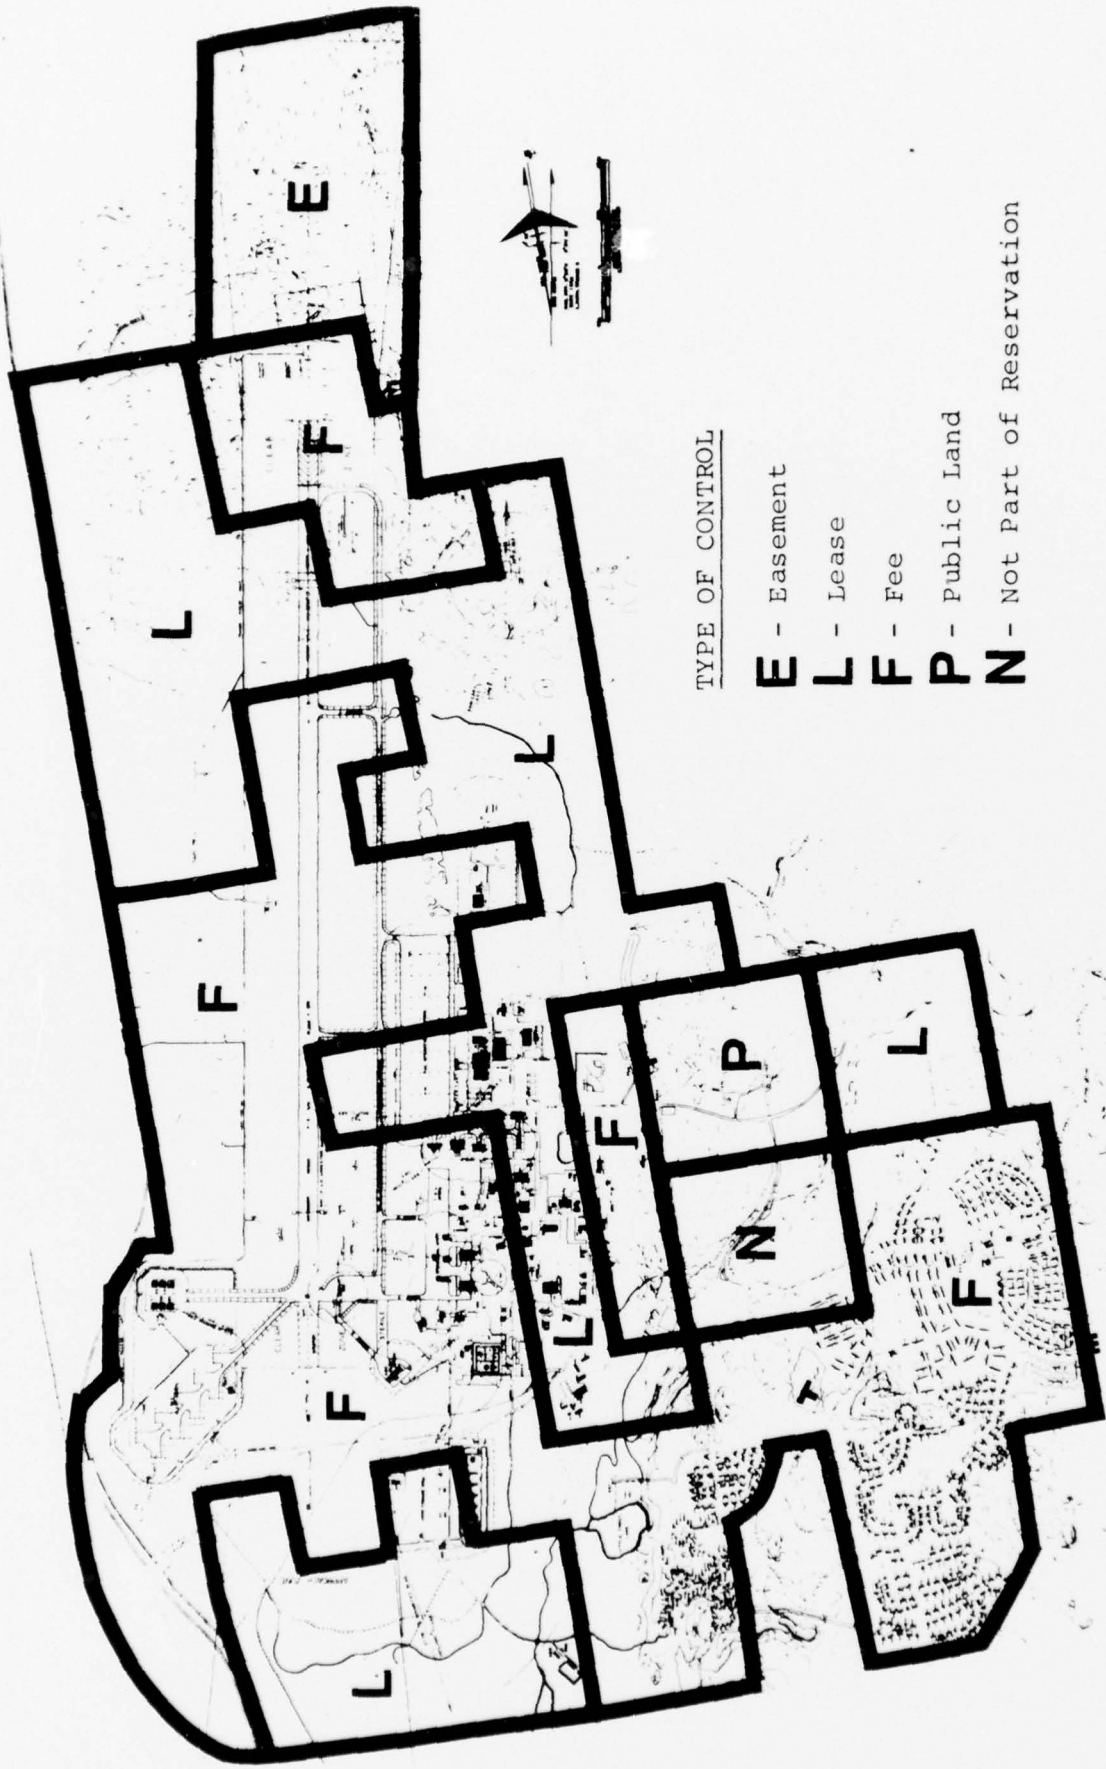 E
L
F
F
L
F
L
F
L
P
L
N
F
TYPE OF CONTROL
E - Easement
L - Lease
F - Fee
P - Public Land
N - Not Part of Reservation